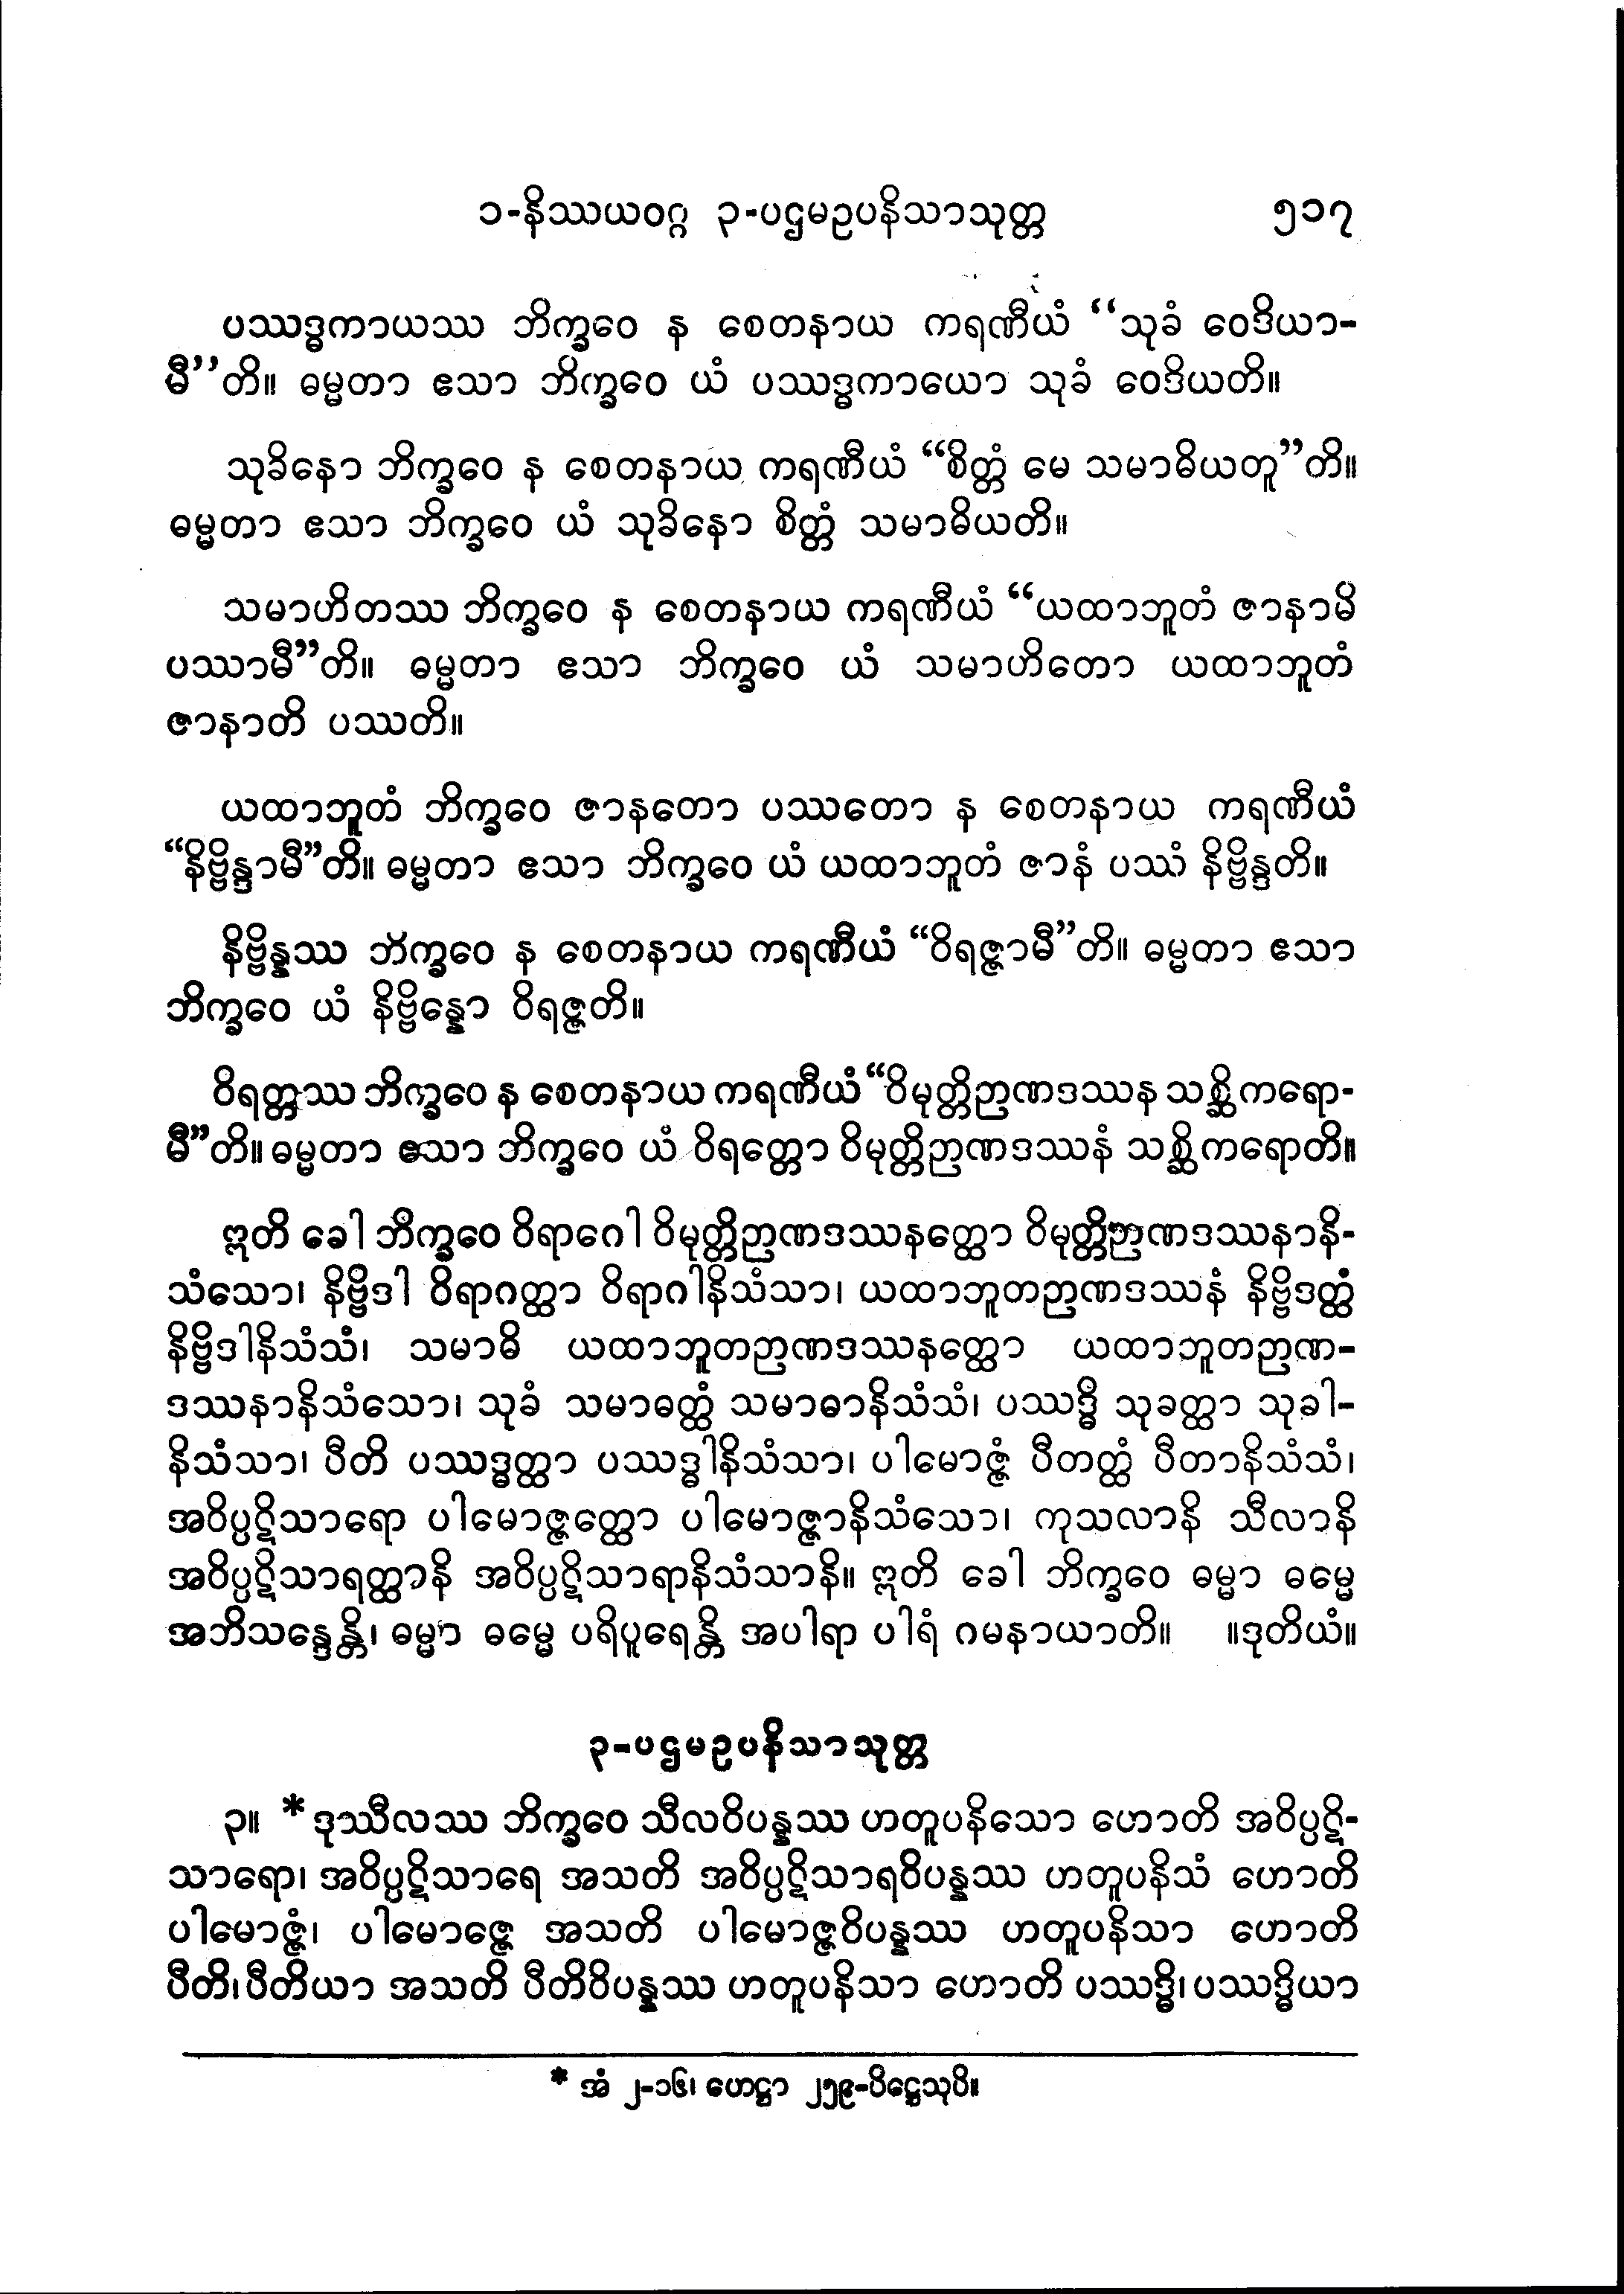 ၁-နိဿယဝဂ္ဂ ၃-ပဌမဥပနိသာသုတ္တ ၅၁၇
ပဿဒ္ဓကာယဿ ဘိက္ခဝေ န စေတနာယ ကရဏီယံ “သုခံ ဝေဒိယာ-
မီ”တိ။ ဓမ္မတာ ဧသာ ဘိက္ခဝေ ယံ ပဿဒ္ဓကာယော သုခံ ဝေဒိယတိ။
သုခိနော ဘိက္ခဝေ န စေတနာယ ကရဏီယံ “စိတ္တံ မေ သမာဓိယတူ”တိ။
ဓမ္မတာ ဧသာ ဘိက္ခဝေ ယံ သုခိနော စိတ္တံ သမာဓိယတိ။
သမာဟိတဿ ဘိက္ခဝေ န စေတနာယ ကရဏီယံ “ယထာဘူတံ ဇာနာမိ
ပဿာမီ”တိ။ ဓမ္မတာ ဧသာ ဘိက္ခဝေ ယံ သမာဟိတော ယထာဘူတံ
ဇာနာတိ ပဿတိ။
ယထာဘူတံ ဘိက္ခဝေ ဇာနတော ပဿတော န စေတနာယ ကရဏီယံ
“နိဗ္ဗိန္ဒာမီ”တိ။ ဓမ္မတာ ဧသာ ဘိက္ခဝေ ယံ ယထာဘူတံ ဇာနံ ပဿံ နိဗ္ဗိန္ဒတိ။
နိဗ္ဗိန္နဿ ဘိက္ခဝေ န စေတနာယ ကရဏီယံ “ဝိရဇ္ဇာမီ”တိ။ ဓမ္မတာ ဧသာ
ဘိက္ခဝေ ယံ နိဗ္ဗိန္နော ဝိရဇ္ဇတိ။
ဝိရတ္တဿ ဘိက္ခဝေ န စေတနာယ ကရဏီယံ “ဝိမုတ္တိဉာဏဒဿန သစ္ဆိကရော-
မီ”တိ။ ဓမ္မတာ ဧသာ ဘိက္ခဝေ ယံ ဝိရတ္တော ဝိမုတ္တိဉာဏဒဿနံ သစ္ဆိကရောတိ။
ဣတိ ခေါ ဘိက္ခဝေ ဝိရာဂေါ ဝိမုတ္တိဉာဏဒဿနတ္ထော ဝိမုတ္တိဉာဏဒဿနာနိ-
သံသော၊ နိဗ္ဗိဒါ ဝိရာဂတ္ထာ ဝိရာဂါနိသံသာ၊ ယထာဘူတဉာဏဒဿနံ နိဗ္ဗိဒတ္ထံ
နိဗ္ဗိဒါနိသံသံ၊ သမာဓိ ယထာဘူတဉာဏဒဿနတ္ထော ယထာဘူတဉာဏ-
ဒဿနာနိသံသော၊ သုခံ သမာဓတ္ထံ သမာဓာနိသံသံ၊ ပဿဒ္ဓိ သုခတ္ထာ သုခါ-
နိသံသာ၊ ပီတိ ပဿဒ္ဓတ္ထာ ပဿဒ္ဓါနိသံသာ၊ ပါမောဇ္ဇံ ပီတတ္ထံ ပီတာနိသံသံ၊
အဝိပ္ပဋိသာရော ပါမောဇ္ဇတ္ထော ပါမောဇ္ဇာနိသံသော၊ ကုသလာနိ သီလာနိ
အဝိပ္ပဋိသာရတ္ထာနိ အဝိပ္ပဋိသာရာနိသံသာနိ။ ဣတိ ခေါ ဘိက္ခဝေ ဓမ္မာ ဓမ္မေ
အဘိသန္ဒေန္တိ၊ ဓမ္မာ ဓမ္မေ ပရိပူရေန္တိ အပါရာ ပါရံ ဂမနာယာတိ။ ။ဒုတိယံ။
၃-ပဌမဥပနိသာသုတ္တ
၃။ * ဒုဿီလဿ ဘိက္ခဝေ သီလဝိပန္နဿ ဟတူပနိသော ဟောတိ အဝိပ္ပဋိ-
သာရော၊ အဝိပ္ပဋိသာရေ အသတိ အဝိပ္ပဋိသာရဝိပန္နဿ ဟတူပနိသံ ဟောတိ
ပါမောဇ္ဇံ၊ ပါမောဇ္ဇေ အသတိ ပါမောဇ္ဇဝိပန္နဿ ဟတူပနိသာ ဟောတိ
ပီတိ၊ ပီတိယာ အသတိ ပီတိဝိပန္နဿ ဟတူပနိသာ ဟောတိ ပဿဒ္ဓိ၊ ပဿဒ္ဓိယာ
* အံ ၂-၁၆၊ ဟေဋ္ဌာ ၂၅၉-ပိဋ္ဌေသုပိ။